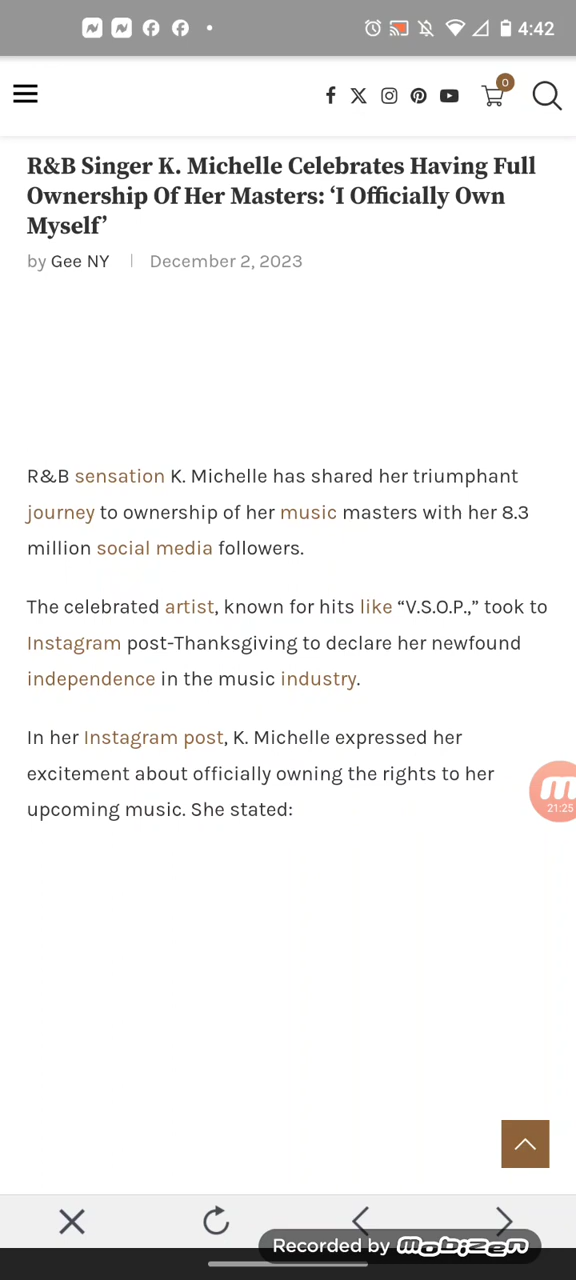 4:42
0
R&B Singer K. Michelle Celebrates Having Full
Ownership Of Her Masters: ‘I Officially Own
Myself’
by Gee NY | December 2, 2023
R&B sensation K. Michelle has shared her triumphant
journey to ownership of her music masters with her 8.3
million social media followers.
The celebrated artist, known for hits like “V.S.O.P.,” took to
Instagram post-Thanksgiving to declare her newfound
independence in the music industry.
In her Instagram post, K. Michelle expressed her
excitement about officially owning the rights to her
upcoming music. She stated:
21:25
Recorded by mobizen